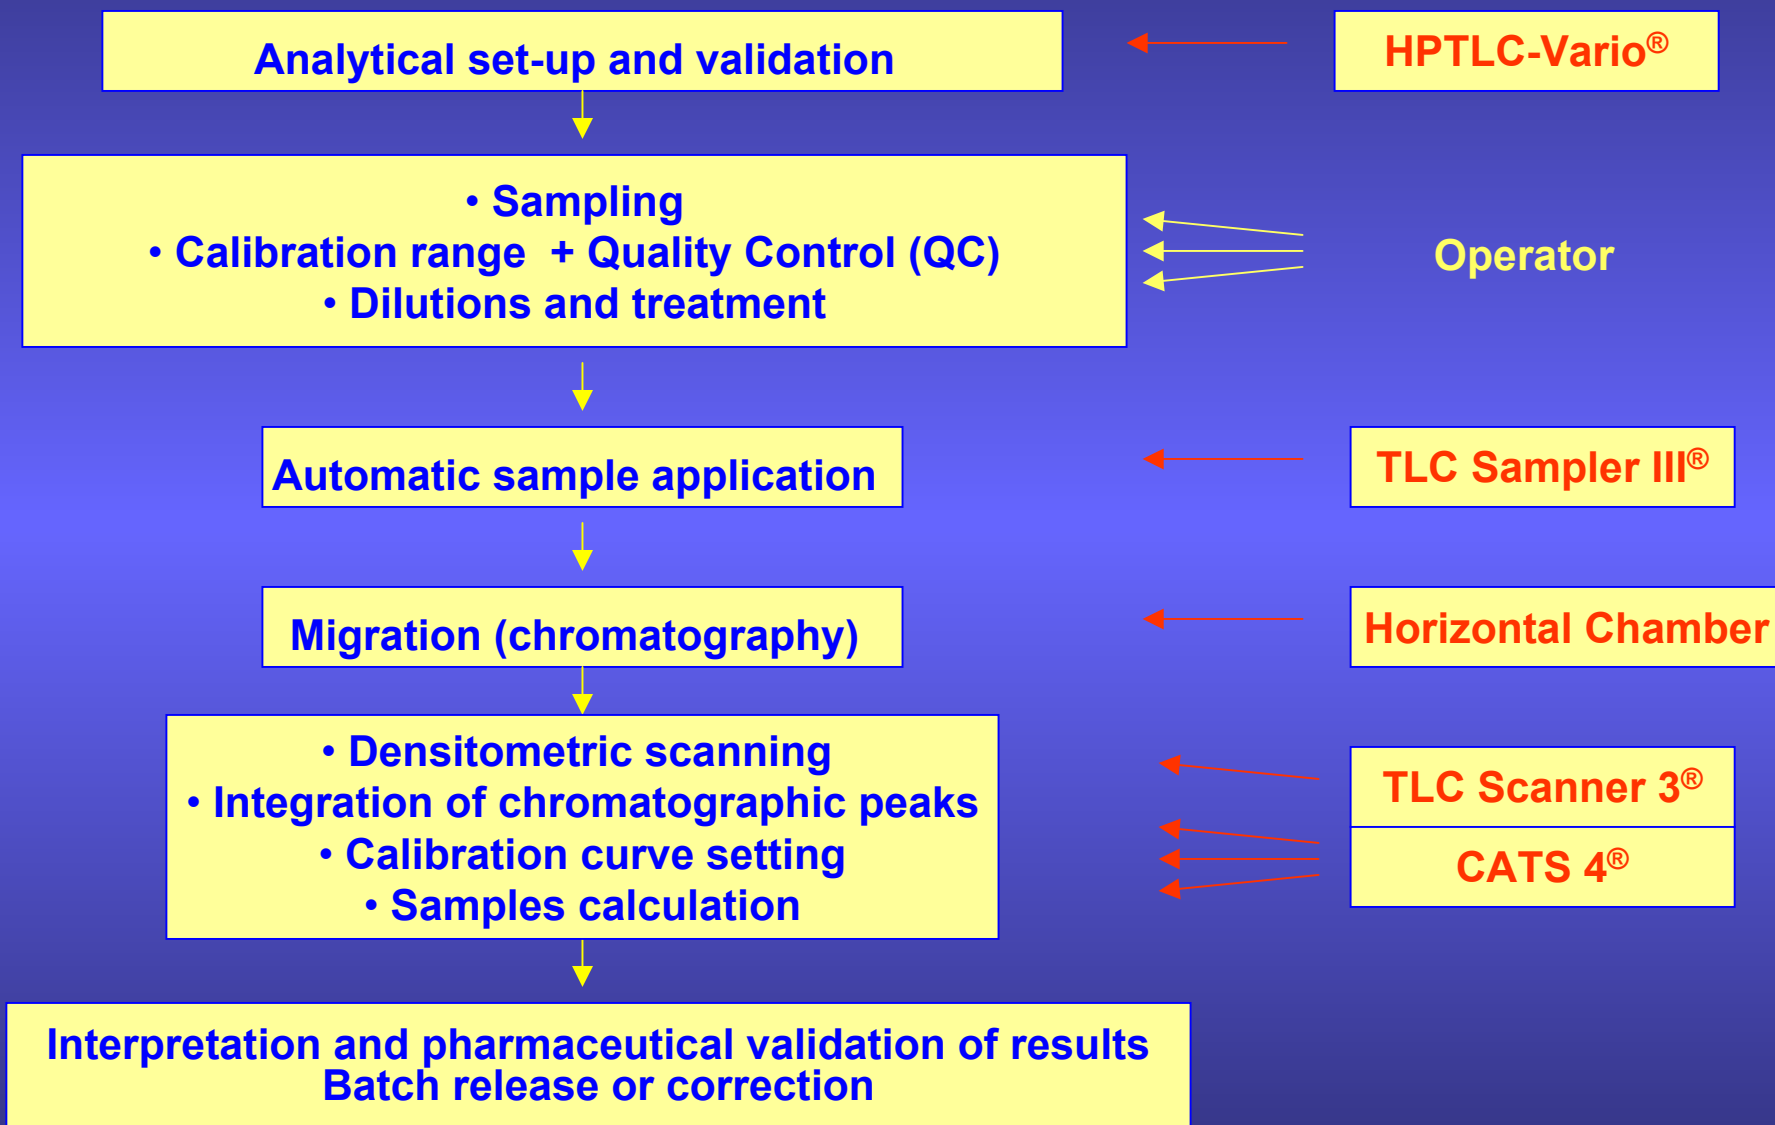 Analytical set-up and validation
HPTLC-Vario®
• Sampling
• Calibration range + Quality Control (QC)
• Dilutions and treatment
Operator
Automatic sample application
TLC Sampler III®
Migration (chromatography)
Horizontal Chamber
• Densitometric scanning
• Integration of chromatographic peaks
• Calibration curve setting
• Samples calculation
TLC Scanner 3®
CATS 4®
Interpretation and pharmaceutical validation of results
Batch release or correction